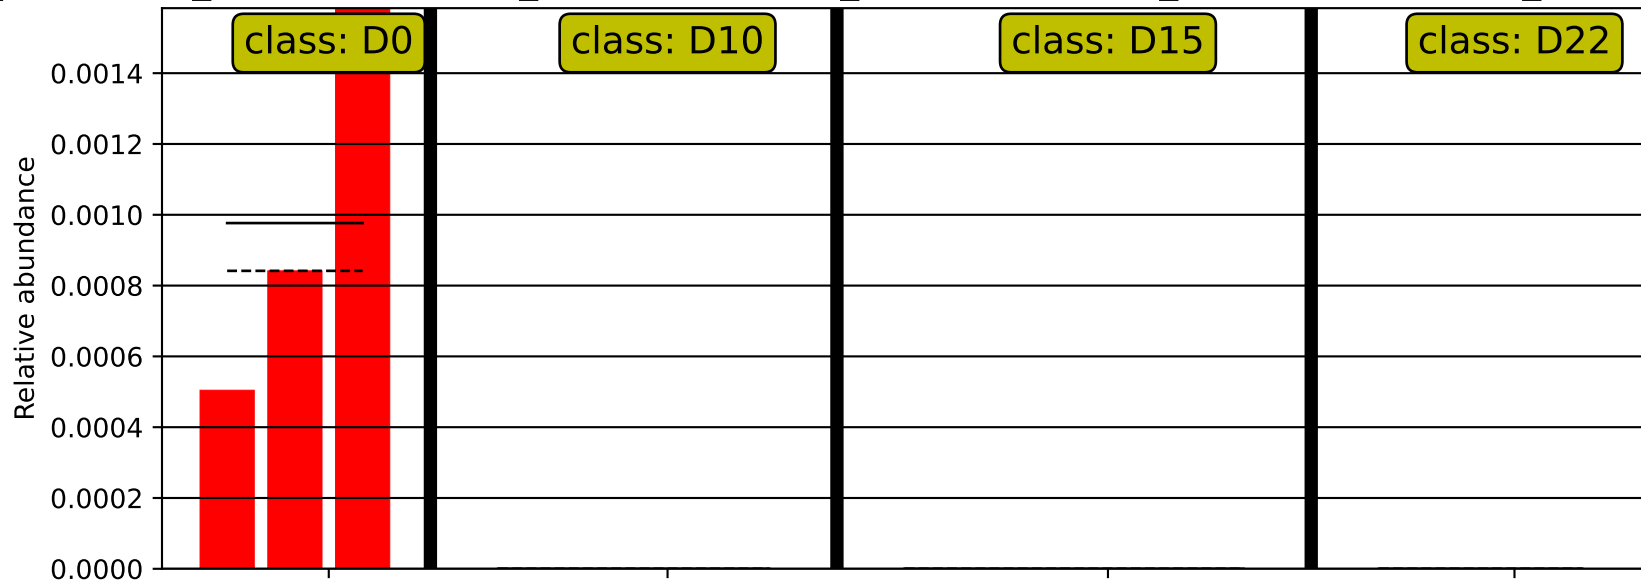 class: D0
class: D10
class: D15
class: D22
Relative abundance
0.0014
0.0012
0.0010
0.0008
0.0006
0.0004
0.0002
0.0000